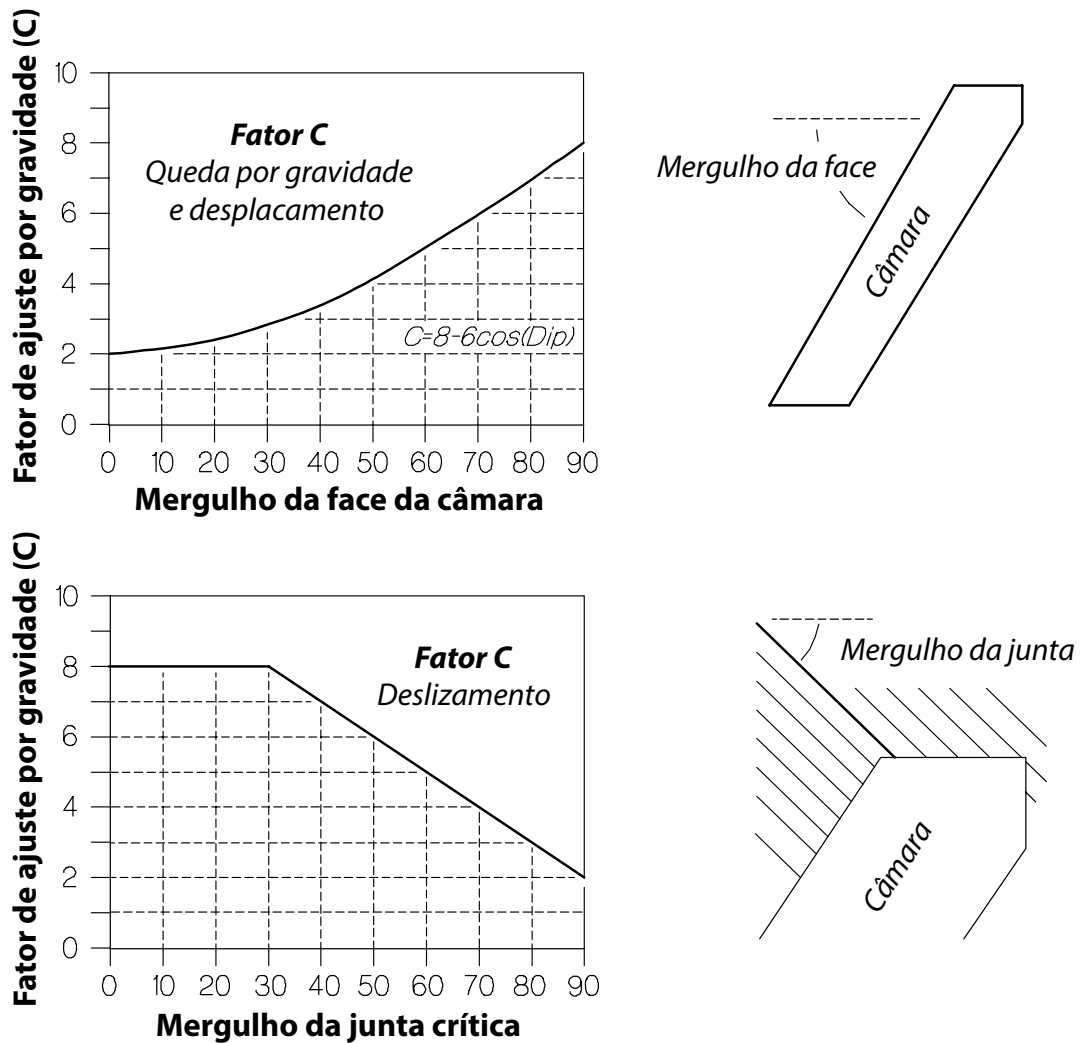 Fator de ajuste por gravidade (C)
10
8
6
4
2
0
Fator C
Queda por gravidade
e desplacamento
C=8-6cos(Dip)
0 10 20 30 40 50 60 70 80 90
Mergulho da face da câmara
Mergulho da face
Câmara
Fator de ajuste por gravidade (C)
10
8
6
4
2
0
Fator C
Deslizamento
0 10 20 30 40 50 60 70 80 90
Mergulho da junta crítica
Mergulho da junta
Câmara